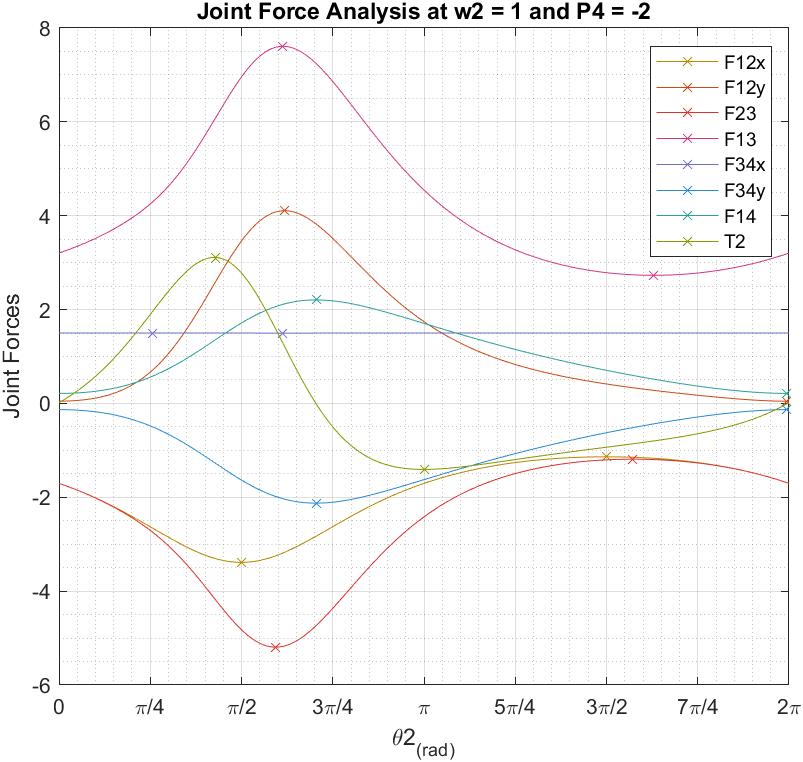 Joint Force Analysis at w2 = 1 and P4 = -2
8
6
4
2
0
-2
-4
-6
Joint Forces
F12x
F12y
F23
F13
F34x
F34y
F14
T2
0 π/4 π/2 3π/4 π 5π/4 3π/2 7π/4 2π
θ2(rad)